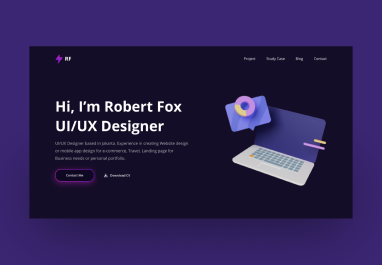 RF
Project Study Case Blog Contact
Hi, I'm Robert Fox
UI/UX Designer
UI/UX Designer based in jakarta. Experience in creating Website design
or mobile app design for e-commerce, Travel, Landing page for
Business needs or personal portfolio.
Contact Me Download CV